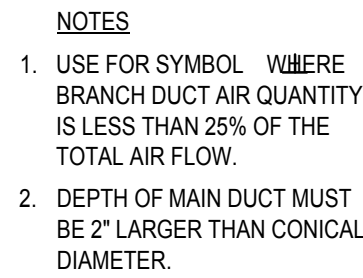 NOTES
1. USE FOR SYMBOL WHERE
BRANCH DUCT AIR QUANTITY
IS LESS THAN 25% OF THE
TOTAL AIR FLOW.
2. DEPTH OF MAIN DUCT MUST
BE 2" LARGER THAN CONICAL
DIAMETER.